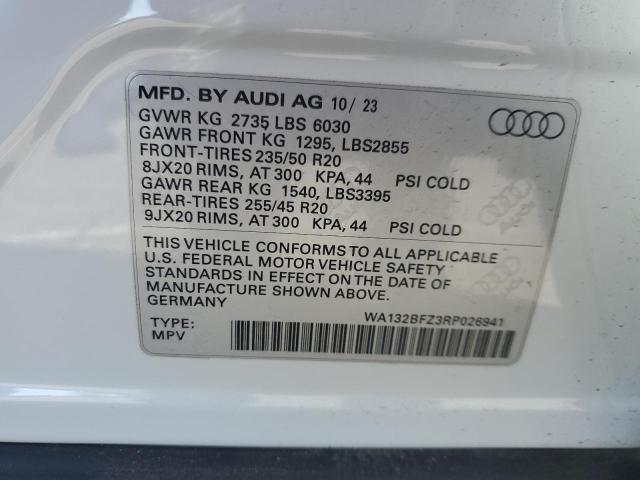 MFD. BY AUDI AG 10/ 23
GVWR KG 2735 LBS 6030
GAWR FRONT KG 1295, LBS2855
FRONT-TIRES 235/50 R20
8JX20 RIMS, AT 300 KPA, 44 PSI COLD
GAWR REAR KG 1540, LBS3395
REAR-TIRES 255/45 R20
9JX20 RIMS, AT 300 KPA, 44 PSI COLD
THIS VEHICLE CONFORMS TO ALL APPLICABLE
U.S. FEDERAL MOTOR VEHICLE SAFETY
STANDARDS IN EFFECT ON THE DATE OF
MANUFACTURE SHOWN ABOVE.
GERMANY
WA132BFZ3RP026941
TYPE:
MPV